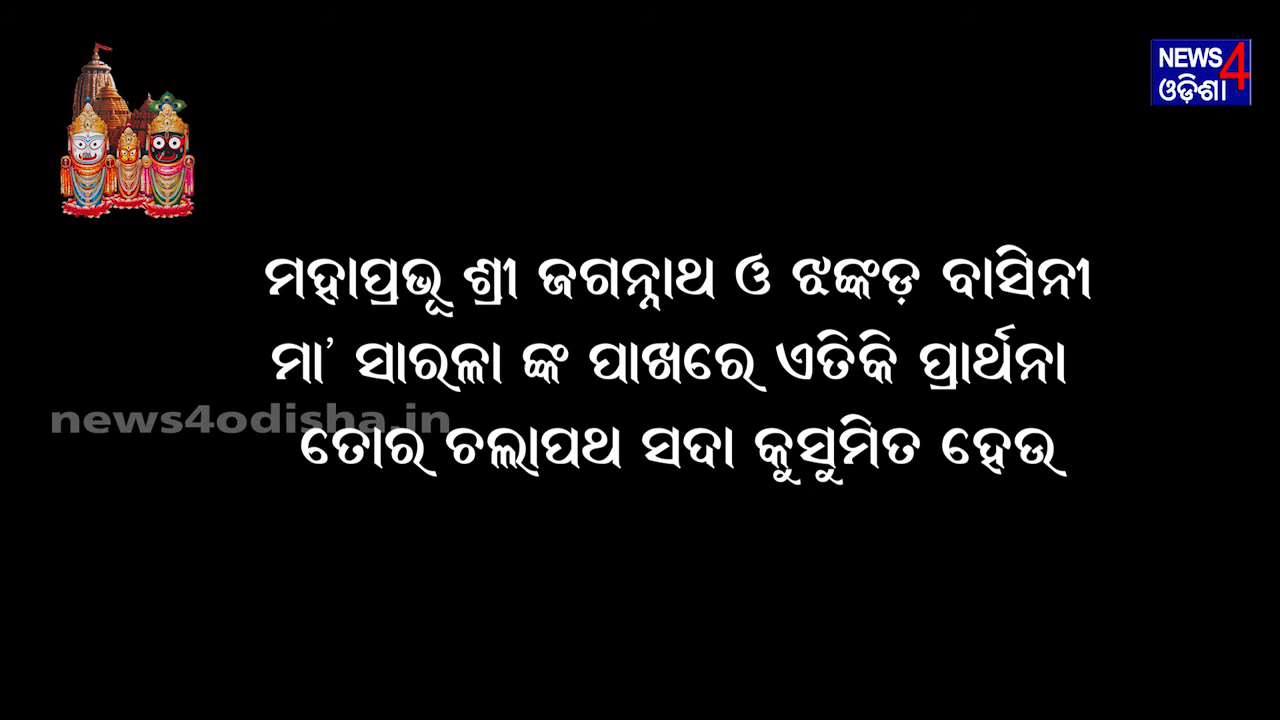 NEWS 4
ଓଡ଼ିଶା
ମହାପ୍ରଭୂ ଶ୍ରୀ ଜଗନ୍ନାଥ ଓ ଝଙ୍କଡ଼ ବାସିନୀ
ମା' ସାରଳା ଙ୍କ ପାଖରେ ଏତିକି ପ୍ରାର୍ଥନା
news4odisha.in
ତୋର ଚଲାପଥ ସଦା କୁସୁମିତ ହେଉ